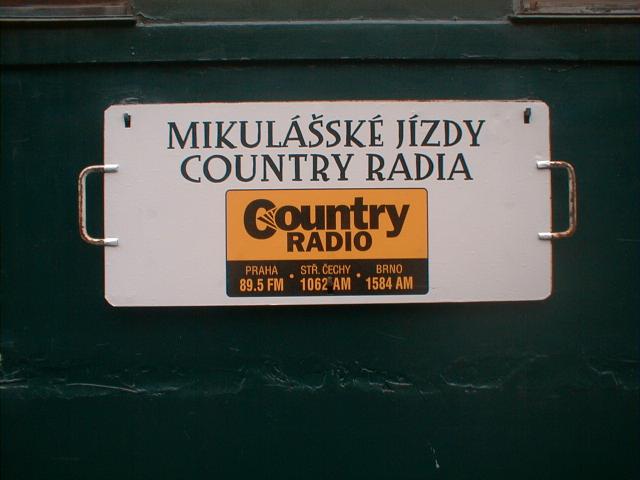 MIKULÁŠSKÉ JÍZDY
COUNTRY RADIA
Country
RADIO
PRAHA • STŘ. ČECHY • BRNO
89.5 FM 1062 AM 1584 AM